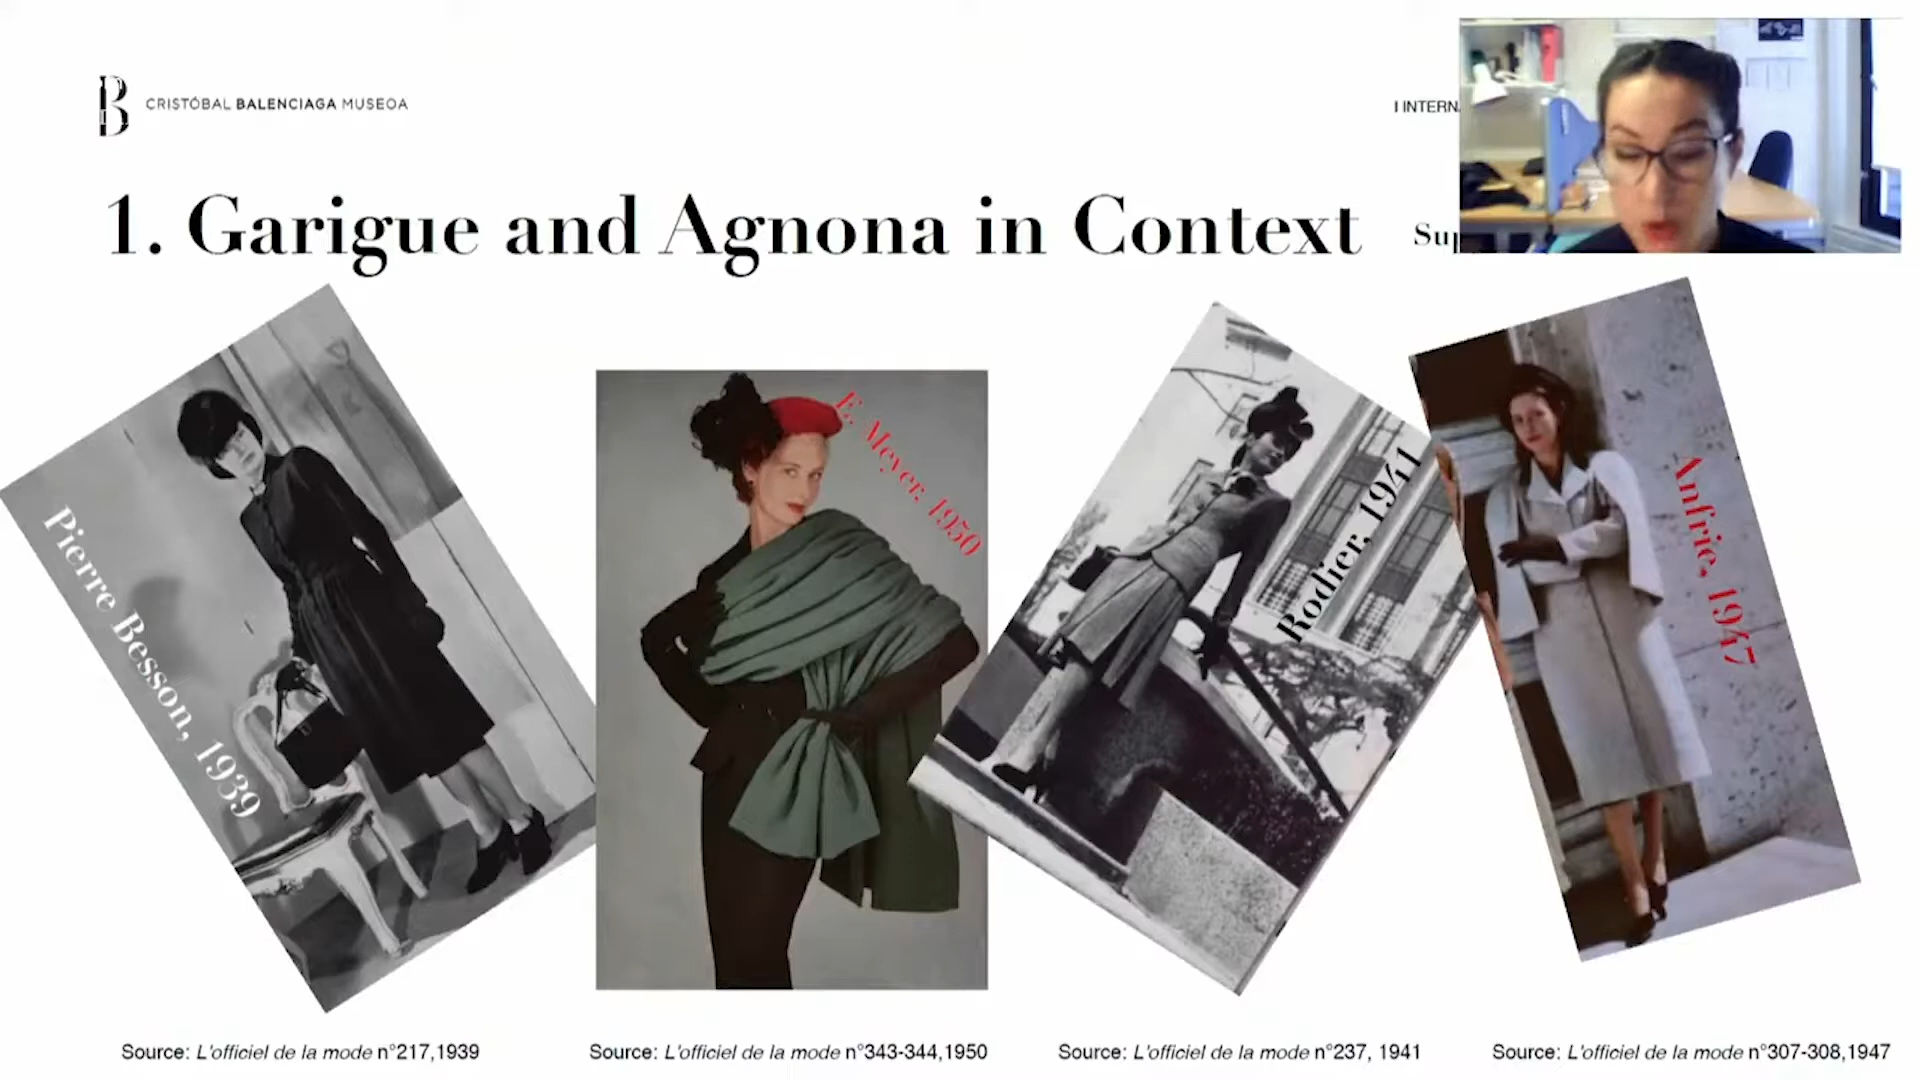 CRISTÓBAL BALENCIAGA MUSEOA
I INTERN
1. Garigue and Agnona in Context
Sup
Pierre Besson, 1939
F. Meyer, 1950
Rodier, 1941
Anfrie, 1947
Source: L'officiel de la mode n°217,1939
Source: L'officiel de la mode n°343-344,1950
Source: L'officiel de la mode n°237, 1941
Source: L'officiel de la mode n°307-308,1947